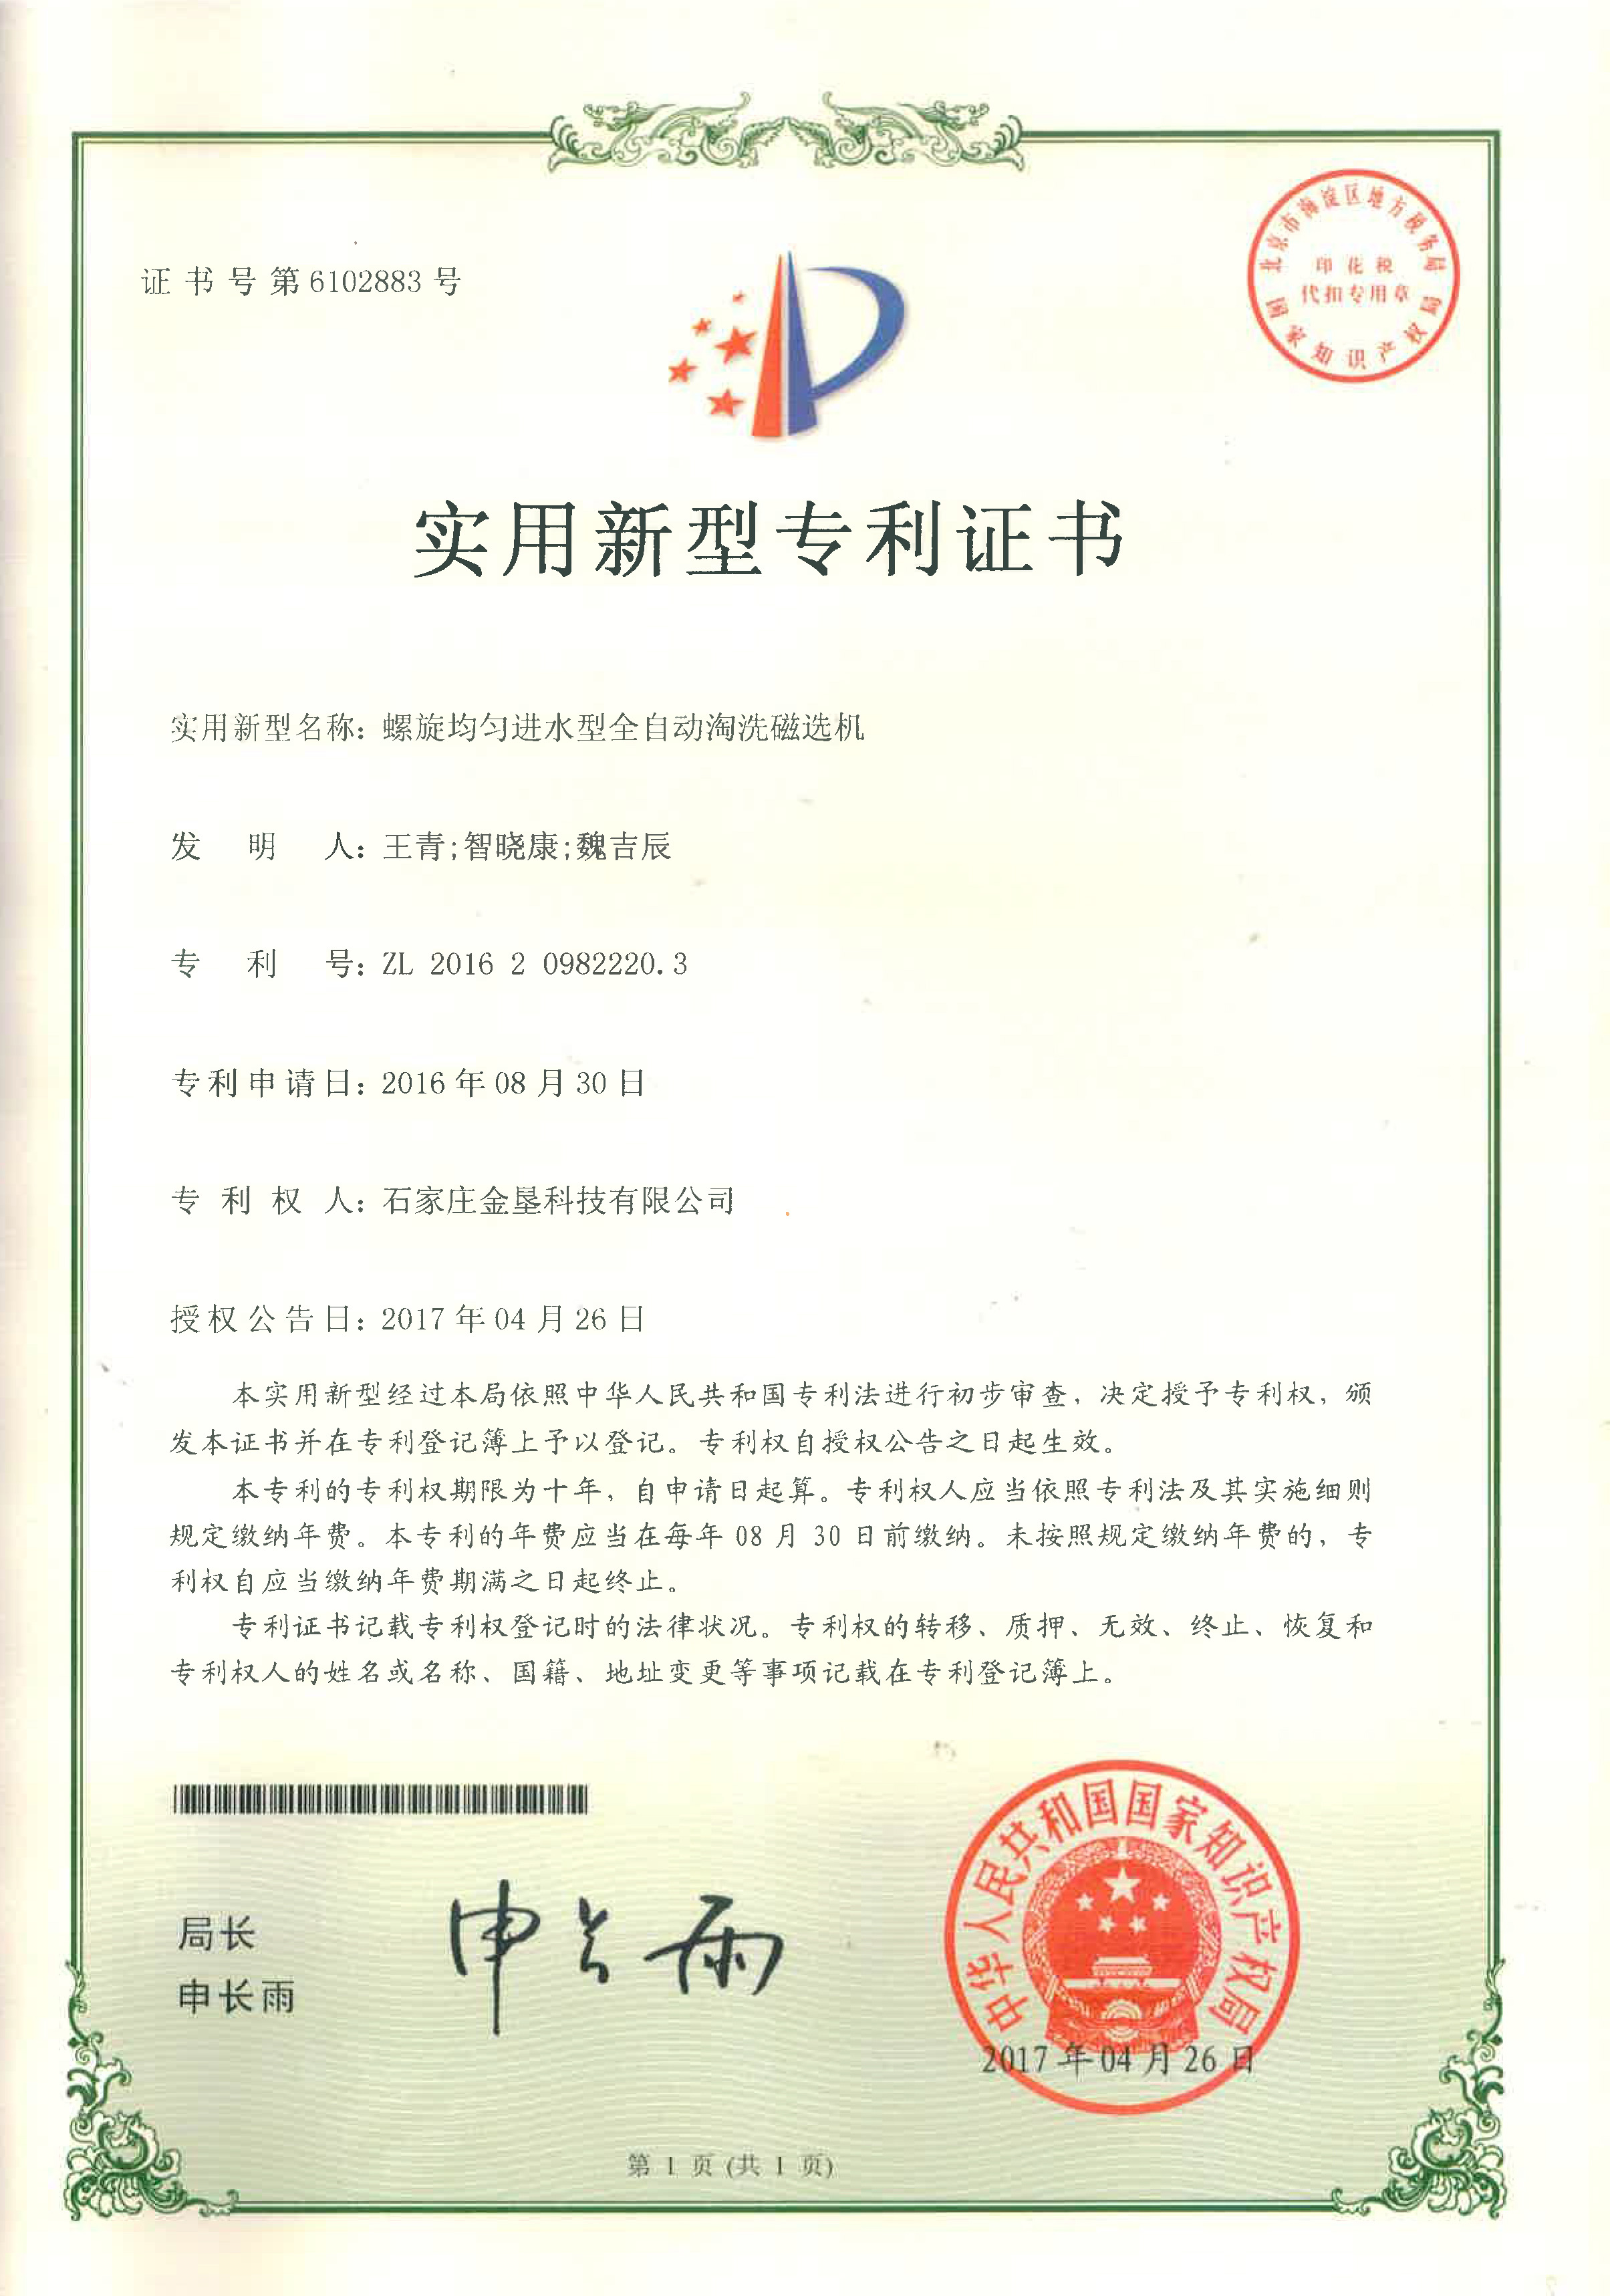 证书号第6102883号
北京市海淀区地方税务局
印花税
代扣专用章
国家知识产权局
实用新型专利证书
实用新型名称：螺旋均匀进水型全自动淘洗磁选机
发明人：王青;智晓康;魏吉辰
专利号：ZL 2016 2 0982220.3
专利申请日：2016年08月30日
专利权人：石家庄金垦科技有限公司
授权公告日：2017年04月26日
本实用新型经过本局依照中华人民共和国专利法进行初步审查，决定授予专利权，颁
发本证书并在专利登记簿上予以登记。专利权自授权公告之日起生效。
本专利的专利权期限为十年，自申请日起算。专利权人应当依照专利法及其实施细则
规定缴纳年费。本专利的年费应当在每年08月30日前缴纳。未按照规定缴纳年费的，专
利权自应当缴纳年费期满之日起终止。
专利证书记载专利权登记时的法律状况。专利权的转移、质押、无效、终止、恢复和
专利权人的姓名或名称、国籍、地址变更等事项记载在专利登记簿上。
局长
申长雨
申长雨
中华人民共和国国家知识产权局
2017年04月26日
第1页(共1页)